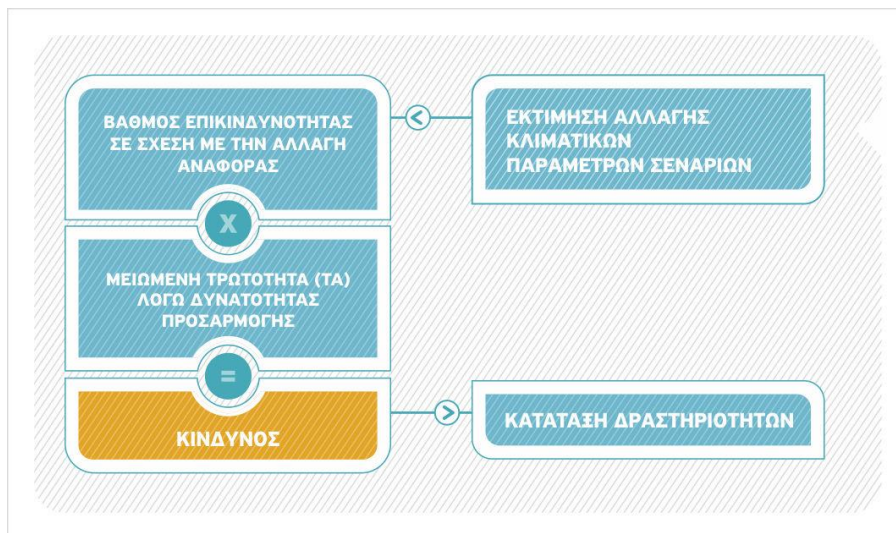 ΒΑΘΜΟΣ ΕΠΙΚΙΝΔΥΝΟΤΗΤΑΣ
ΣΕ ΣΧΕΣΗ ΜΕ ΤΗΝ ΑΛΛΑΓΗ
ΑΝΑΦΟΡΑΣ
<
ΕΚΤΙΜΗΣΗ ΑΛΛΑΓΗΣ
ΚΛΙΜΑΤΙΚΩΝ
ΠΑΡΑΜΕΤΡΩΝ ΣΕΝΑΡΙΩΝ
X
ΜΕΙΩΜΕΝΗ ΤΡΩΤΟΤΗΤΑ (ΤΑ)
ΛΟΓΩ ΔΥΝΑΤΟΤΗΤΑΣ
ΠΡΟΣΑΡΜΟΓΗΣ
=
ΚΙΝΔΥΝΟΣ
>
ΚΑΤΑΤΑΞΗ ΔΡΑΣΤΗΡΙΟΤΗΤΩΝ